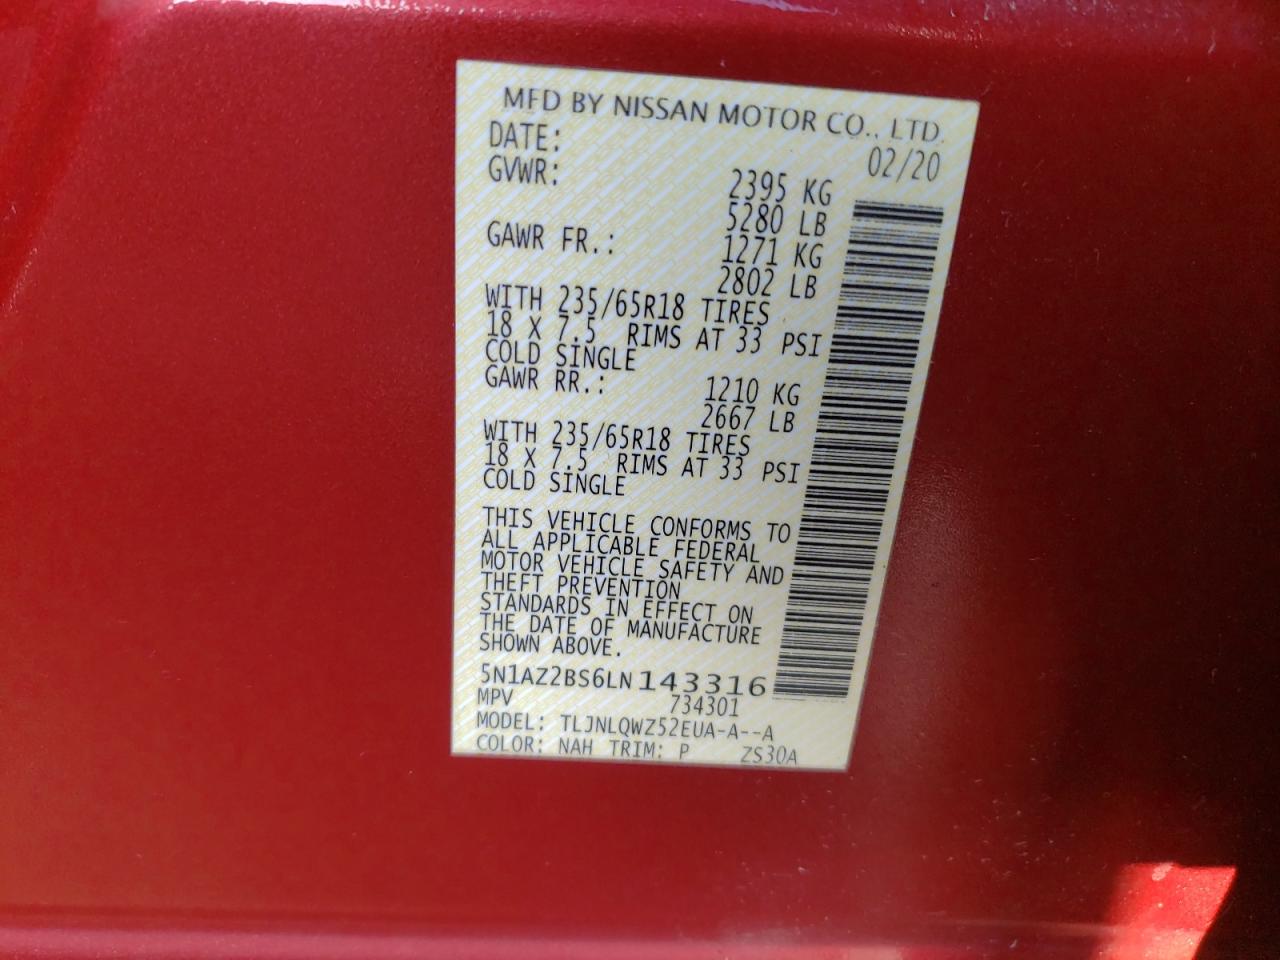 MFD BY NISSAN MOTOR CO., LTD.
DATE: 02/20
GVWR: 2395 KG
5280 LB
GAWR FR.: 1271 KG
2802 LB
WITH 235/65R18 TIRES
18 X 7.5 RIMS AT 33 PSI
COLD SINGLE
GAWR RR.: 1210 KG
2667 LB
WITH 235/65R18 TIRES
18 X 7.5 RIMS AT 33 PSI
COLD SINGLE
THIS VEHICLE CONFORMS TO
ALL APPLICABLE FEDERAL
MOTOR VEHICLE SAFETY AND
THEFT PREVENTION
STANDARDS IN EFFECT ON
THE DATE OF MANUFACTURE
SHOWN ABOVE.
5N1AZ2BS6LN143316
MPV 734301
MODEL: TLJNLQWZ52EUA-A--A
COLOR: NAH TRIM: P ZS30A